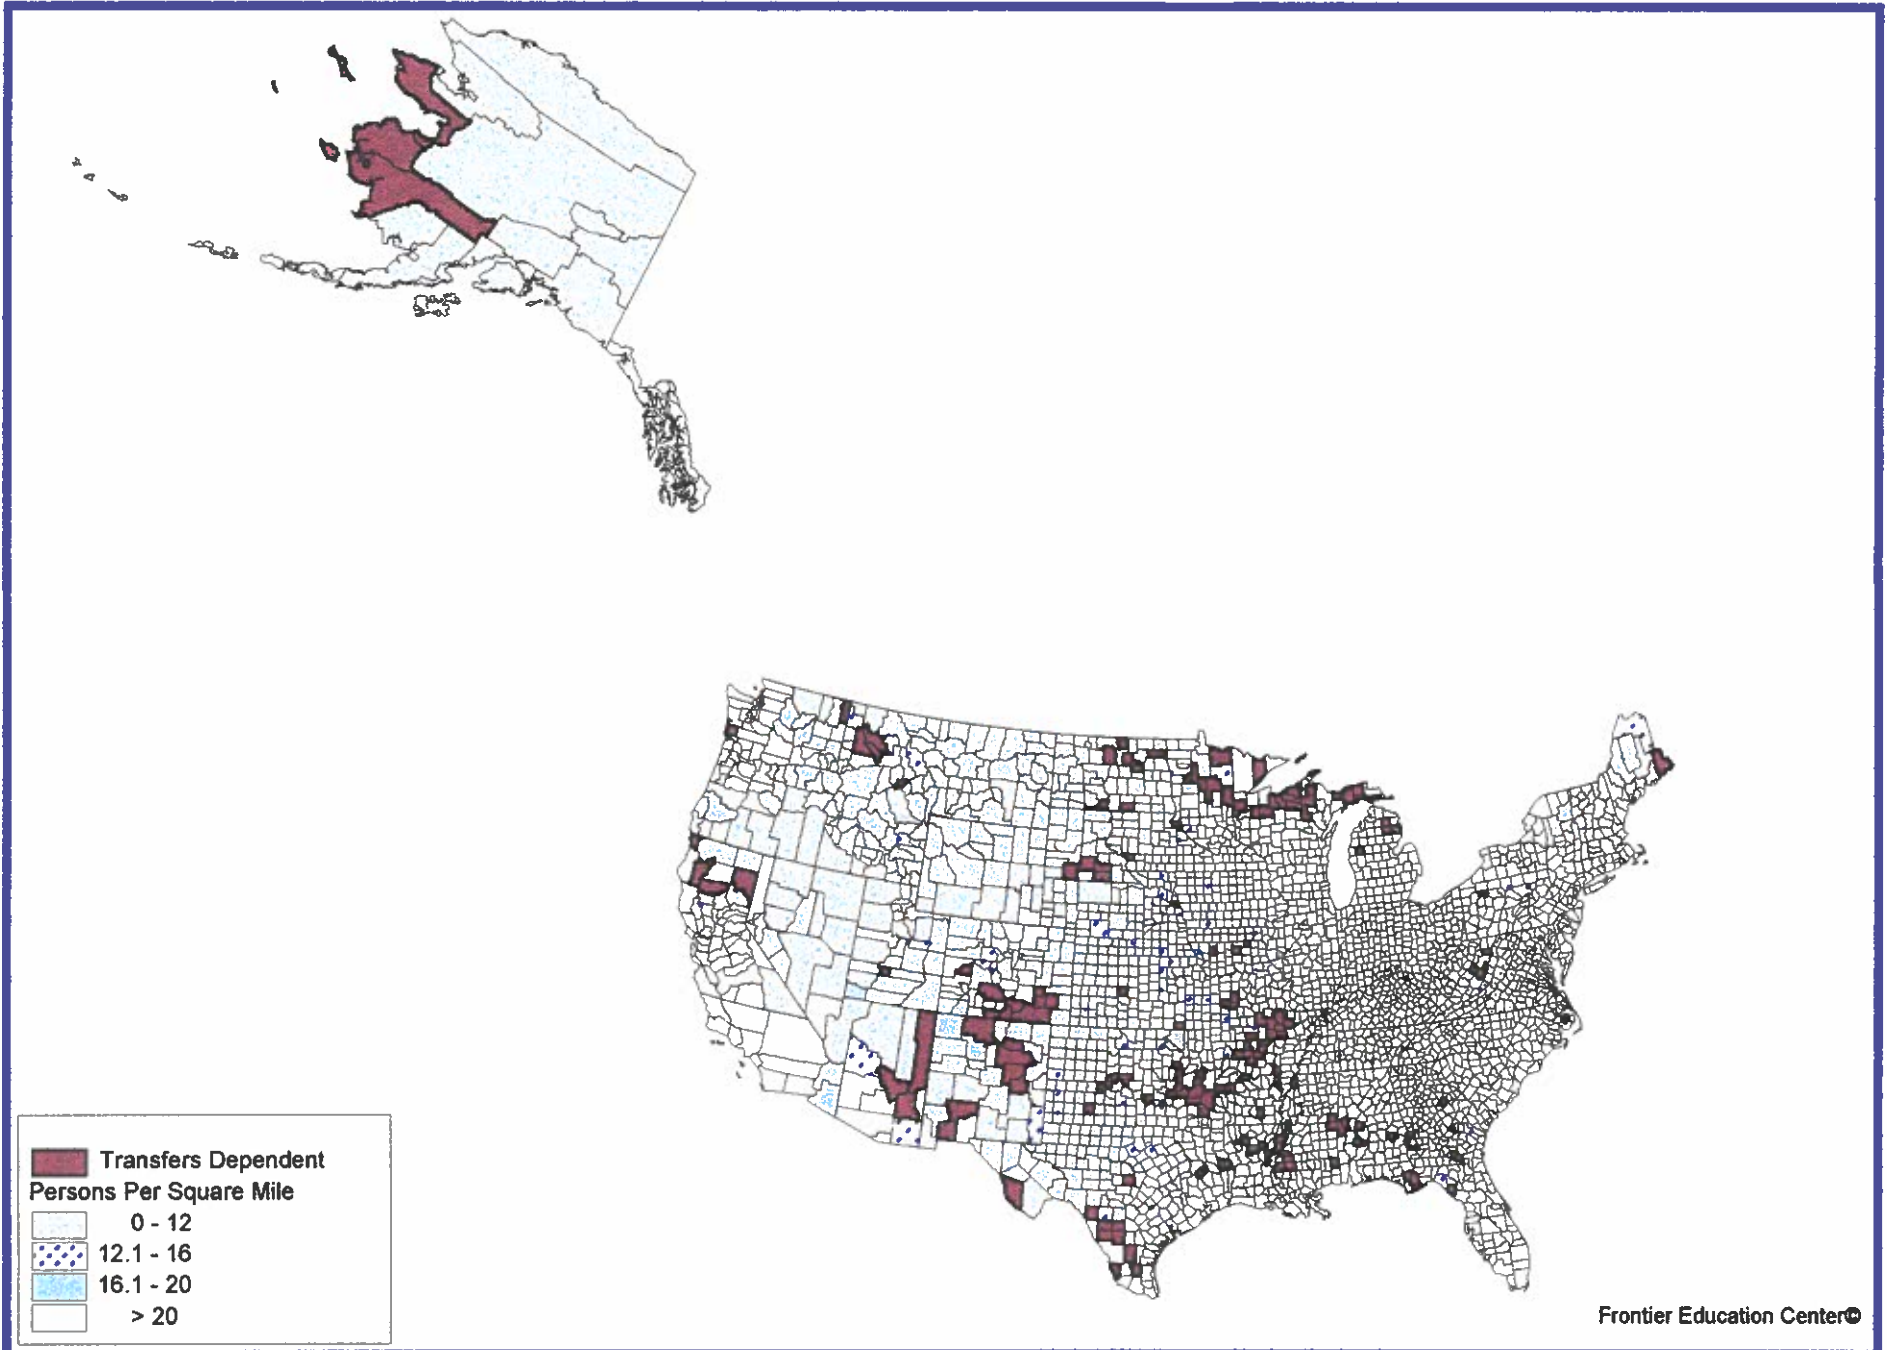 Transfers Dependent
Persons Per Square Mile
0 - 12
12.1 - 16
16.1 - 20
> 20
Frontier Education Center©